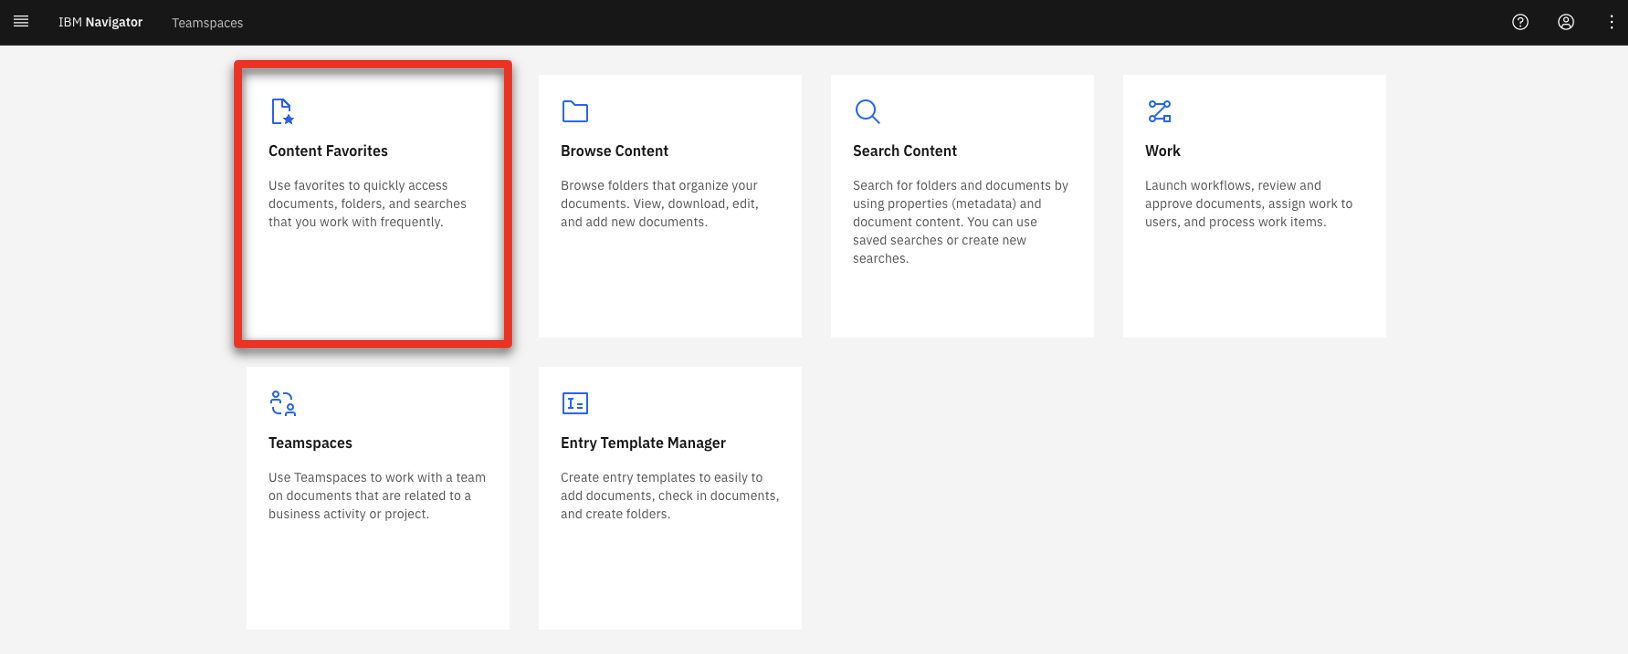 IBM Navigator Teamspaces
Content Favorites
Use favorites to quickly access
documents, folders, and searches
that you work with frequently.
Browse Content
Browse folders that organize your
documents. View, download, edit,
and add new documents.
Search Content
Search for folders and documents by
using properties (metadata) and
document content. You can use
saved searches or create new
searches.
Work
Launch workflows, review and
approve documents, assign work to
users, and process work items.
Teamspaces
Use Teamspaces to work with a team
on documents that are related to a
business activity or project.
Entry Template Manager
Create entry templates to easily to
add documents, check in documents,
and create folders.